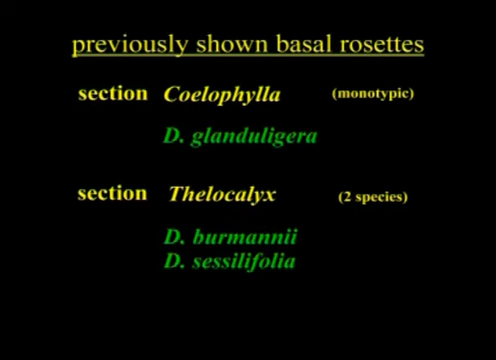 previously shown basal rosettes
section Coelophylla (monotypic)
D. glanduligera
section Thelocalyx (2 species)
D. burmannii
D. sessilifolia